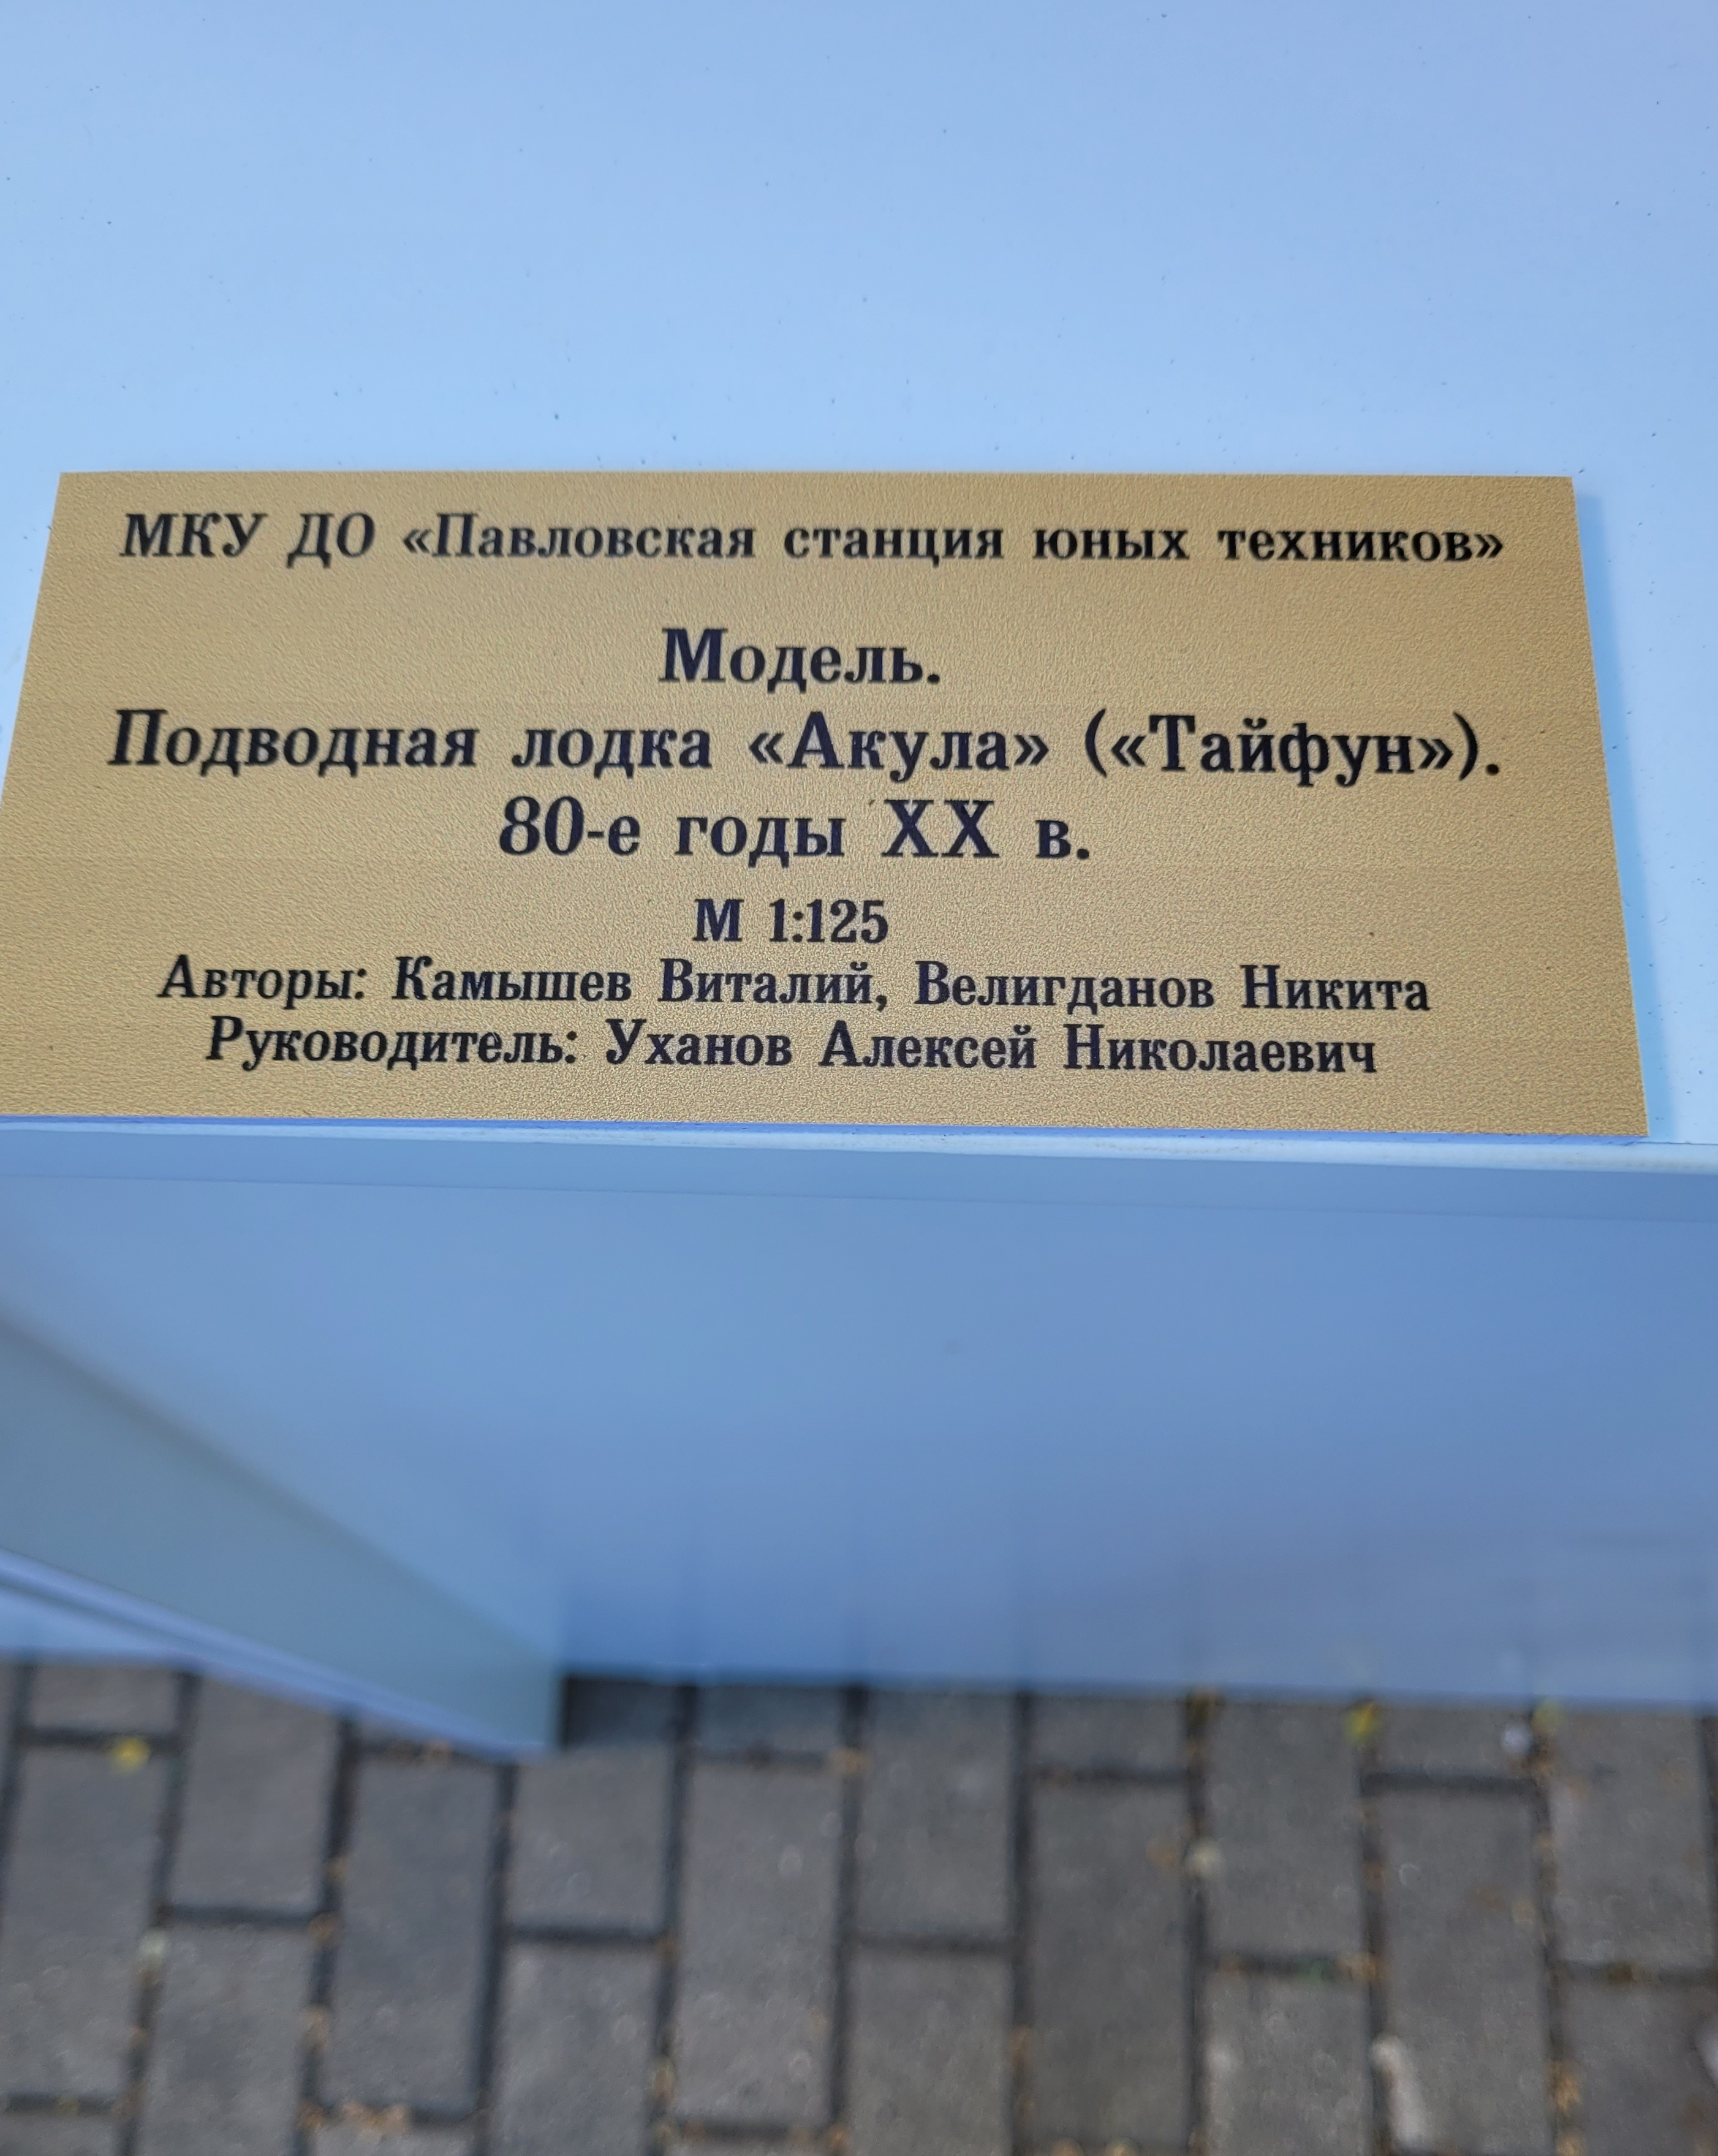 МКУ ДО «Павловская станция юных техников»
Модель.
Подводная лодка «Акула» («Тайфун»).
80-е годы XX в.
М 1:125
Авторы: Камышев Виталий, Велигданов Никита
Руководитель: Уханов Алексей Николаевич